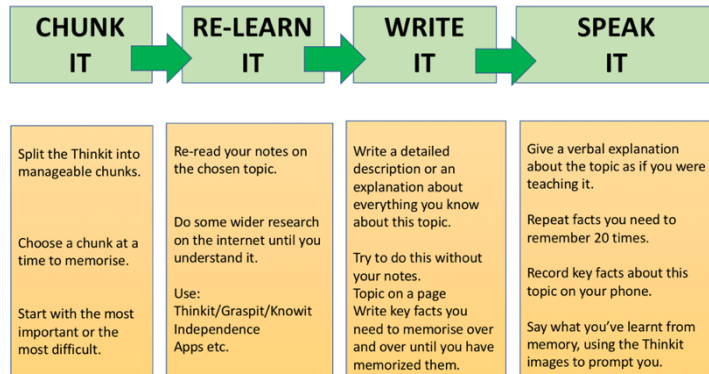 CHUNK
IT
RE-LEARN
IT
WRITE
IT
SPEAK
IT
Split the Thinkit into
manageable chunks.
Choose a chunk at a
time to memorise.
Start with the most
important or the
most difficult.
Re-read your notes on
the chosen topic.
Do some wider research
on the internet until you
understand it.
Use:
Thinkit/Graspit/Knowit
Independence
Apps etc.
Write a detailed
description or an
explanation about
everything you know
about this topic.
Try to do this without
your notes.
Topic on a page
Write key facts you
need to memorise over
and over until you have
memorized them.
Give a verbal explanation
about the topic as if you were
teaching it.
Repeat facts you need to
remember 20 times.
Record key facts about this
topic on your phone.
Say what you've learnt from
memory, using the Thinkit
images to prompt you.